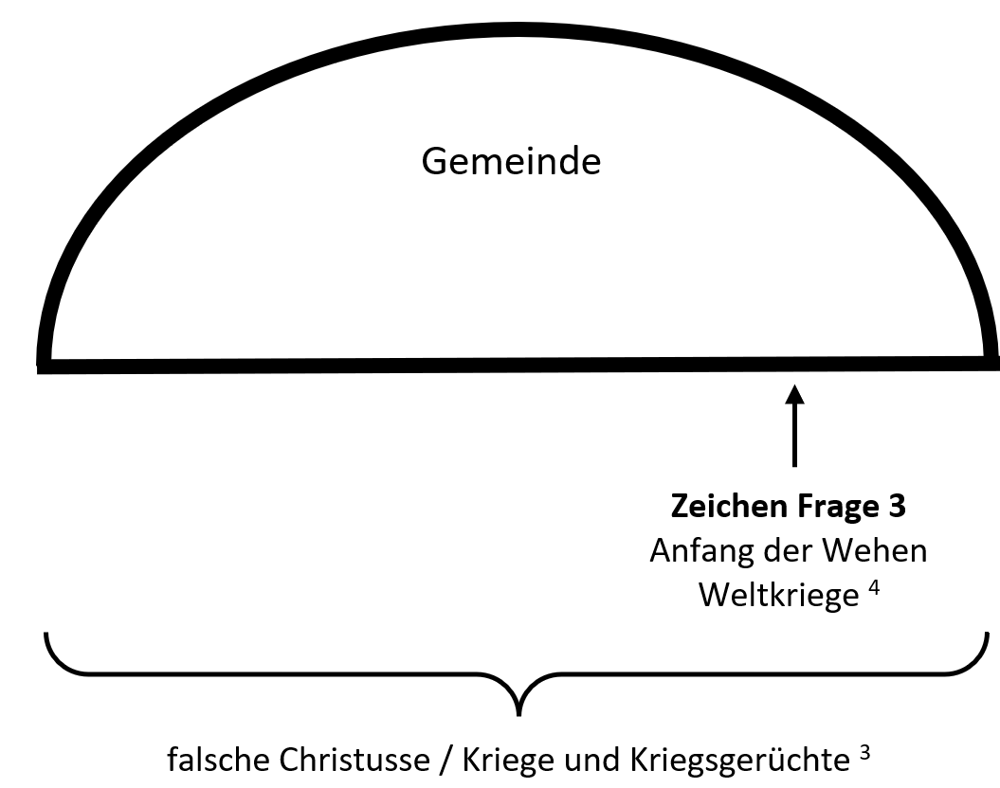 Gemeinde
Zeichen Frage 3
Anfang der Wehen
Weltkriege ⁴
falsche Christusse / Kriege und Kriegsgerüchte ³